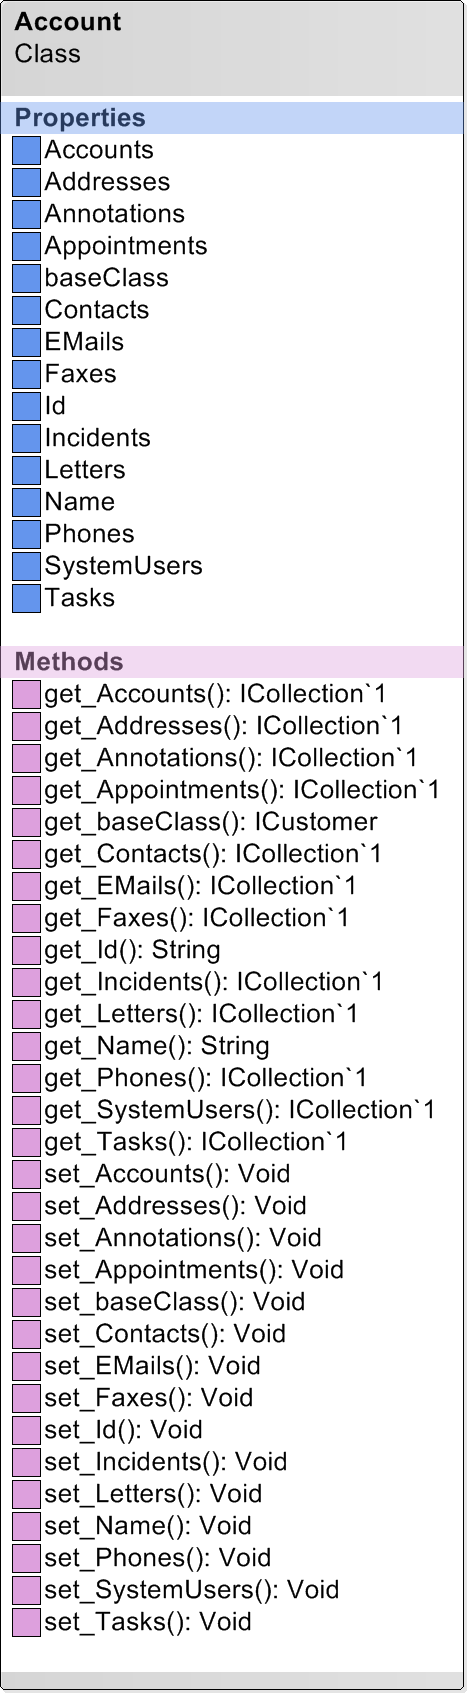 Account
Class
Properties
Accounts
Addresses
Annotations
Appointments
baseClass
Contacts
EMails
Faxes
Id
Incidents
Letters
Name
Phones
SystemUsers
Tasks
Methods
get_Accounts(): ICollection`1
get_Addresses(): ICollection`1
get_Annotations(): ICollection`1
get_Appointments(): ICollection`1
get_baseClass(): ICustomer
get_Contacts(): ICollection`1
get_EMails(): ICollection`1
get_Faxes(): ICollection`1
get_Id(): String
get_Incidents(): ICollection`1
get_Letters(): ICollection`1
get_Name(): String
get_Phones(): ICollection`1
get_SystemUsers(): ICollection`1
get_Tasks(): ICollection`1
set_Accounts(): Void
set_Addresses(): Void
set_Annotations(): Void
set_Appointments(): Void
set_baseClass(): Void
set_Contacts(): Void
set_EMails(): Void
set_Faxes(): Void
set_Id(): Void
set_Incidents(): Void
set_Letters(): Void
set_Name(): Void
set_Phones(): Void
set_SystemUsers(): Void
set_Tasks(): Void